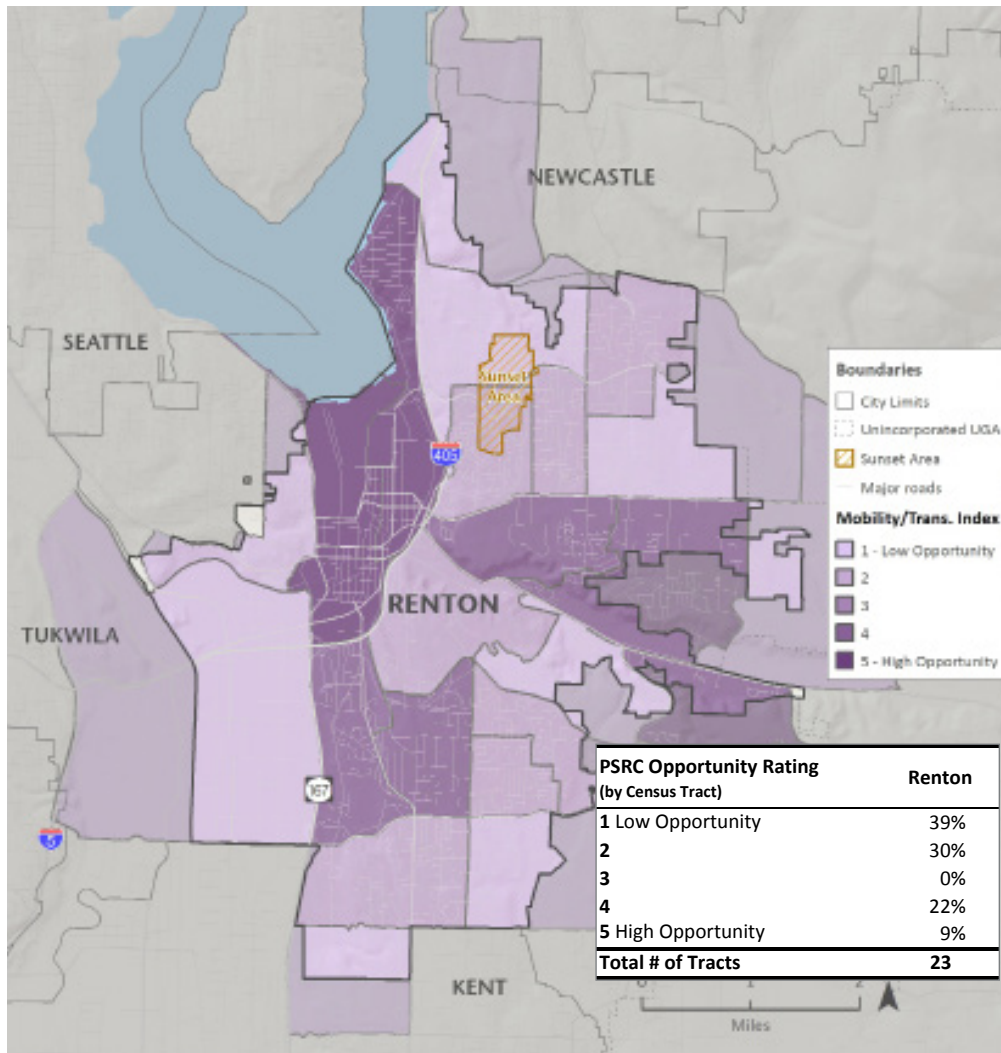 NEWCASTLE
SEATTLE
Sunset
Area
405
RENTON
TUKWILA
167
5
KENT
Boundaries
City Limits
Unincorporated UGA
Sunset Area
Major roads
Mobility/Trans. Index
1 - Low Opportunity
2
3
4
5 - High Opportunity
PSRC Opportunity Rating Renton
(by Census Tract)
1 Low Opportunity 39%
2 30%
3 0%
4 22%
5 High Opportunity 9%
Total # of Tracts 23
0 1 2
Miles